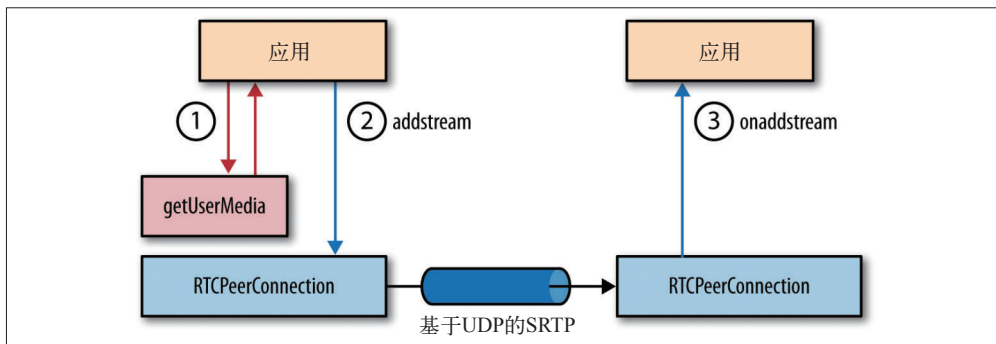 应用
应用
① ② addstream
③ onaddstream
getUserMedia
RTCPeerConnection
RTCPeerConnection
基于UDP的SRTP